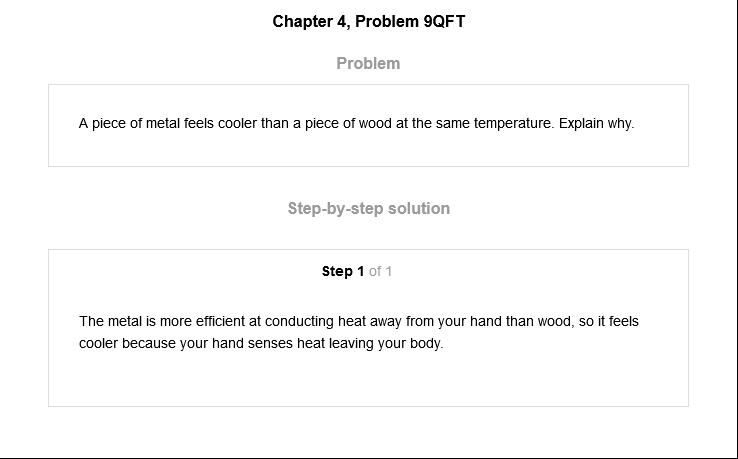 Chapter 4, Problem 9QFT
Problem
A piece of metal feels cooler than a piece of wood at the same temperature. Explain why.
Step-by-step solution
Step 1 of 1
The metal is more efficient at conducting heat away from your hand than wood, so it feels
cooler because your hand senses heat leaving your body.